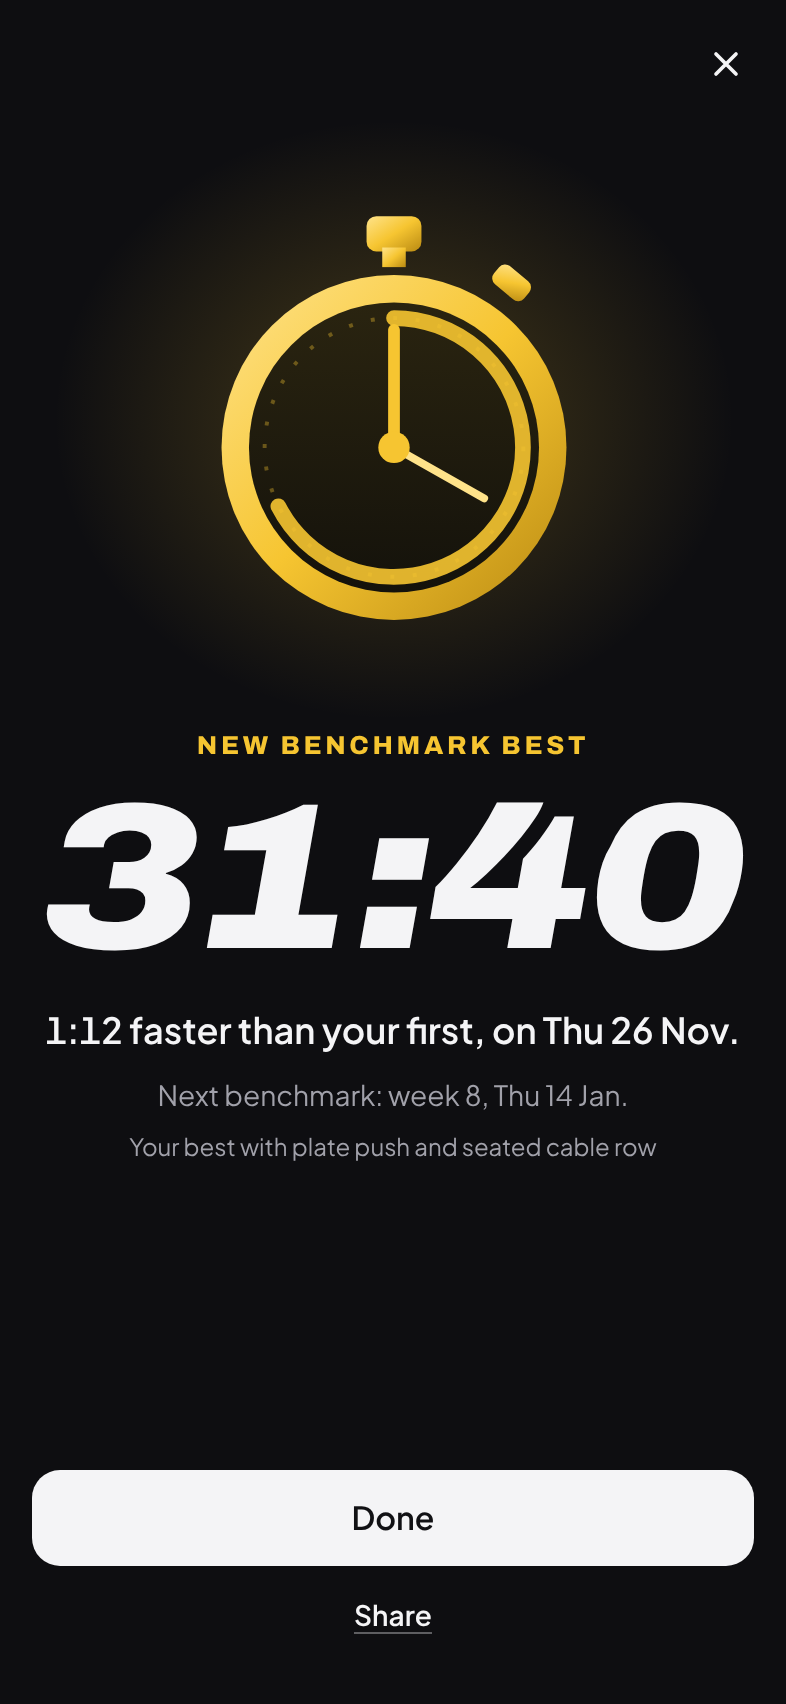 NEW BENCHMARK BEST
31:40
1:12 faster than your first, on Thu 26 Nov.
Next benchmark: week 8, Thu 14 Jan.
Your best with plate push and seated cable row
Done
Share